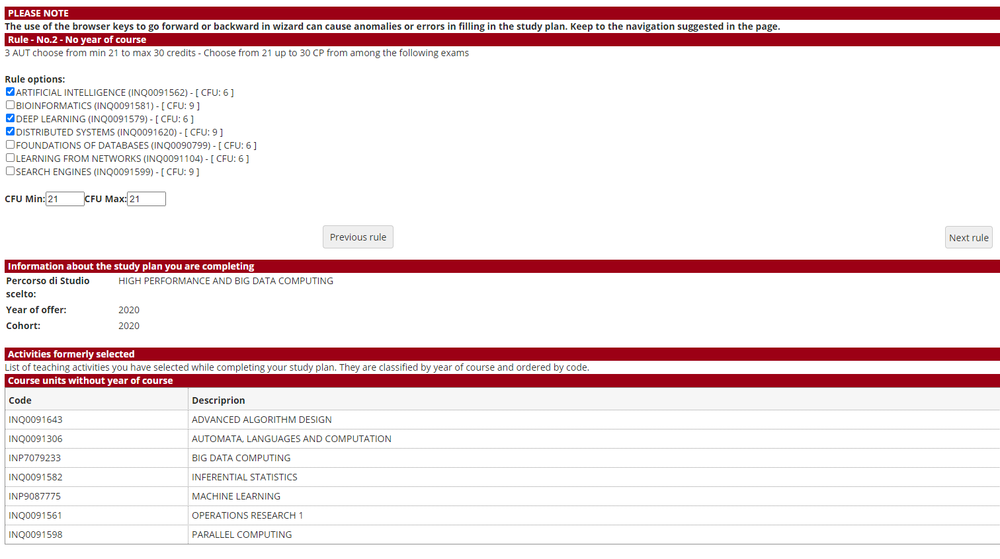 PLEASE NOTE
The use of the browser keys to go forward or backward in wizard can cause anomalies or errors in filling in the study plan. Keep to the navigation suggested in the page.
Rule - No.2 - No year of course
3 AUT choose from min 21 to max 30 credits - Choose from 21 up to 30 CP from among the following exams
Rule options:
ARTIFICIAL INTELLIGENCE (INQ0091562) - [ CFU: 6 ]
BIOINFORMATICS (INQ0091581) - [ CFU: 9 ]
DEEP LEARNING (INQ0091579) - [ CFU: 6 ]
DISTRIBUTED SYSTEMS (INQ0091620) - [ CFU: 9 ]
FOUNDATIONS OF DATABASES (INQ0090799) - [ CFU: 6 ]
LEARNING FROM NETWORKS (INQ0091104) - [ CFU: 6 ]
SEARCH ENGINES (INQ0091599) - [ CFU: 9 ]
CFU Min: 21 CFU Max: 21
Previous rule Next rule
Information about the study plan you are completing
Percorso di Studio HIGH PERFORMANCE AND BIG DATA COMPUTING
scelto:
Year of offer: 2020
Cohort: 2020
Activities formerly selected
List of teaching activities you have selected while completing your study plan. They are classified by year of course and ordered by code.
Course units without year of course
Code Descriprion
INQ0091643 ADVANCED ALGORITHM DESIGN
INQ0091306 AUTOMATA, LANGUAGES AND COMPUTATION
INP7079233 BIG DATA COMPUTING
INQ0091582 INFERENTIAL STATISTICS
INP9087775 MACHINE LEARNING
INQ0091561 OPERATIONS RESEARCH 1
INQ0091598 PARALLEL COMPUTING